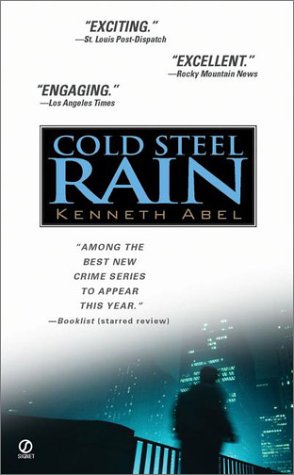 "EXCITING."
—St. Louis Post-Dispatch
"EXCELLENT."
—Rocky Mountain News
"ENGAGING."
—Los Angeles Times
COLD STEEL
RAIN
KENNETH ABEL
"AMONG THE
BEST NEW
CRIME SERIES
TO APPEAR
THIS YEAR."
—Booklist (starred review)
SIGNET